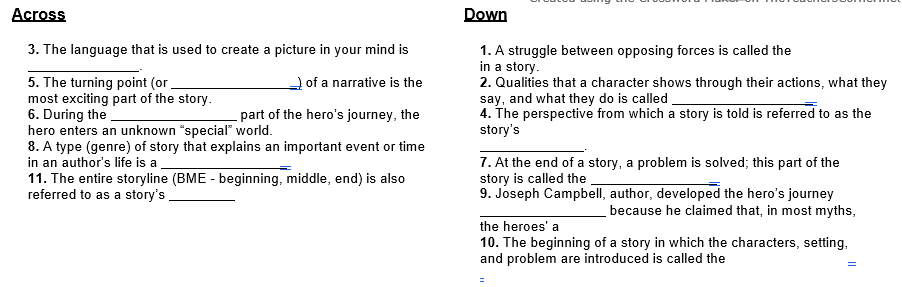 Created using the Crossword Maker on TheTeachersCorner.net
Across
3. The language that is used to create a picture in your mind is
____________________.
5. The turning point (or ____________________) of a narrative is the
most exciting part of the story.
6. During the ____________________ part of the hero's journey, the
hero enters an unknown “special” world.
8. A type (genre) of story that explains an important event or time
in an author's life is a ____________________
11. The entire storyline (BME - beginning, middle, end) is also
referred to as a story's __________
Down
1. A struggle between opposing forces is called the
in a story.
2. Qualities that a character shows through their actions, what they
say, and what they do is called ____________________
4. The perspective from which a story is told is referred to as the
story's
________________.
7. At the end of a story, a problem is solved; this part of the
story is called the ____________________
9. Joseph Campbell, author, developed the hero's journey
____________________ because he claimed that, in most myths,
the heroes' a
10. The beginning of a story in which the characters, setting,
and problem are introduced is called the